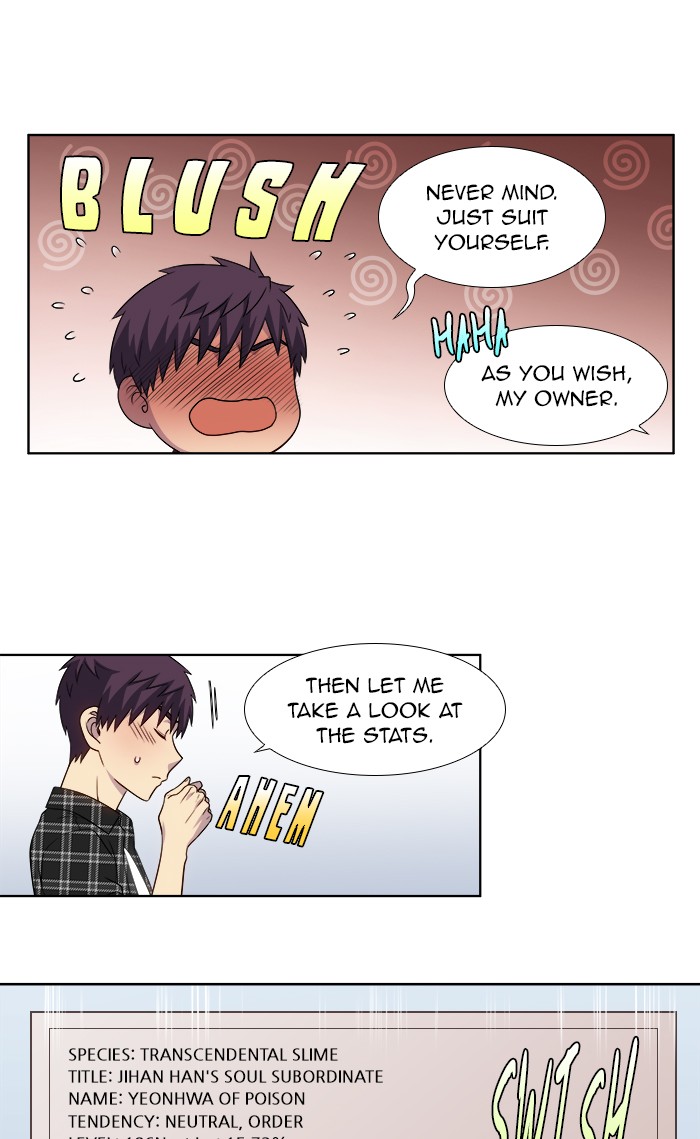 BLUSH
NEVER MIND.
JUST SUIT
YOURSELF.
HAHA
AS YOU WISH,
MY OWNER.
THEN LET ME
TAKE A LOOK AT
THE STATS.
AHEM
SPECIES: TRANSCENDENTAL SLIME
TITLE: JIHAN HAN'S SOUL SUBORDINATE
NAME: YEONHWA OF POISON
TENDENCY: NEUTRAL, ORDER
SWISH